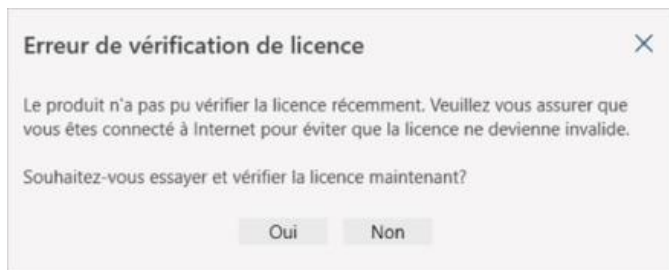 Erreur de vérification de licence
Le produit n'a pas pu vérifier la licence récemment. Veuillez vous assurer que
vous êtes connecté à Internet pour éviter que la licence ne devienne invalide.
Souhaitez-vous essayer et vérifier la licence maintenant?
Oui Non